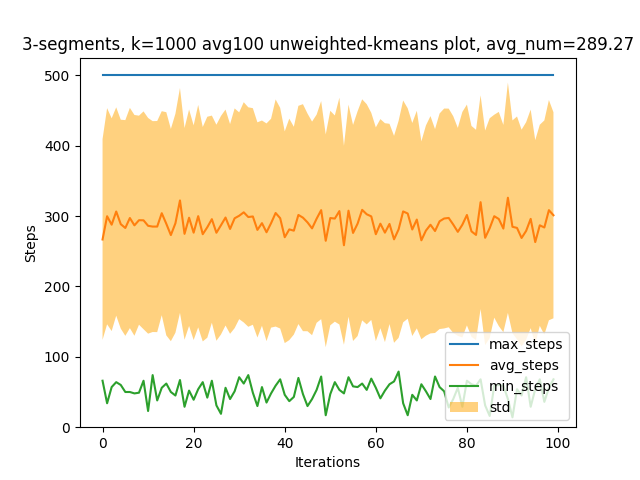 3-segments, k=1000 avg100 unweighted-kmeans plot, avg_num=289.27
500
400
300
200
100
0
Steps
max_steps
avg_steps
min_steps
std
0
20
40
60
80
100
Iterations